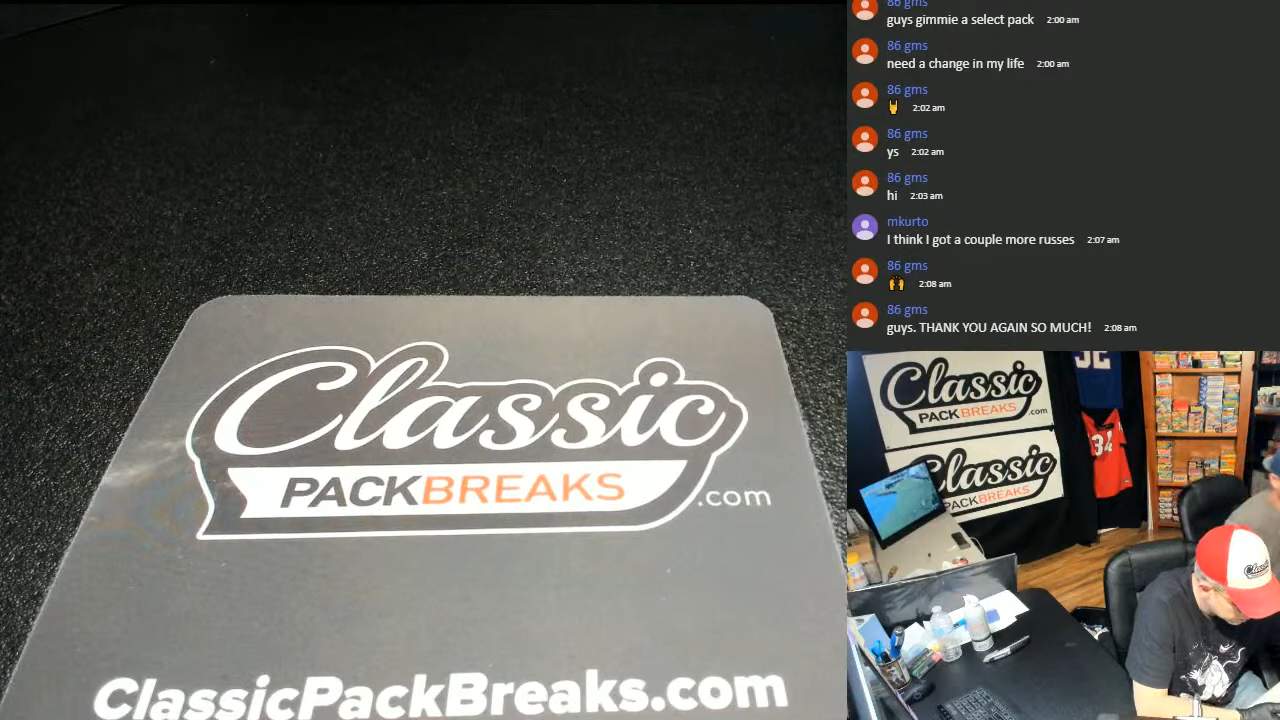 86 gms
guys gimmie a select pack 2:00 am
86 gms
need a change in my life 2:00 am
86 gms
🤘 2:02 am
86 gms
ys 2:02 am
86 gms
hi 2:03 am
mkurto
I think I got a couple more russes 2:07 am
86 gms
🙌 2:08 am
86 gms
guys. THANK YOU AGAIN SO MUCH! 2:08 am
Classic
PACKBREAKS.com
ClassicPackBreaks.com
Classic
PACKBREAKS.com
Classic
PACKBREAKS.com
32
34
Classic